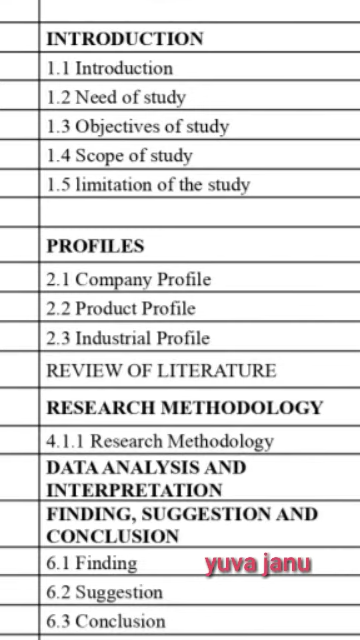 INTRODUCTION
1.1 Introduction
1.2 Need of study
1.3 Objectives of study
1.4 Scope of study
1.5 limitation of the study
PROFILES
2.1 Company Profile
2.2 Product Profile
2.3 Industrial Profile
REVIEW OF LITERATURE
RESEARCH METHODOLOGY
4.1.1 Research Methodology
DATA ANALYSIS AND
INTERPRETATION
FINDING, SUGGESTION AND
CONCLUSION
6.1 Finding yuva janu
6.2 Suggestion
6.3 Conclusion